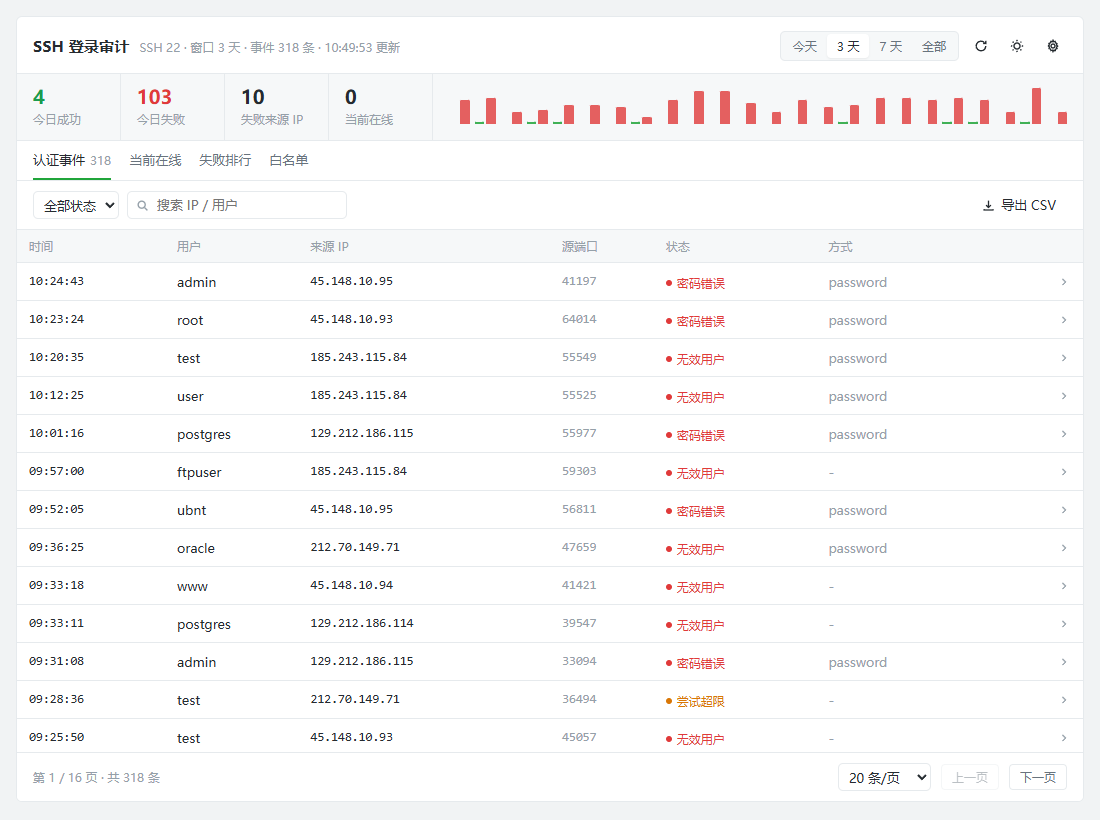 SSH 登录审计 SSH 22 · 窗口 3 天 · 事件 318 条 · 10:49:53 更新 今天 3 天 7 天 全部
4 103 10 0
今日成功 今日失败 失败来源 IP 当前在线
认证事件 318 当前在线 失败排行 白名单
全部状态 搜索 IP / 用户 导出 CSV
时间 用户 来源 IP 源端口 状态 方式
10:24:43 admin 45.148.10.95 41197 密码错误 password
10:23:24 root 45.148.10.93 64014 密码错误 password
10:20:35 test 185.243.115.84 55549 无效用户 password
10:12:25 user 185.243.115.84 55525 无效用户 password
10:01:16 postgres 129.212.186.115 55977 密码错误 password
09:57:00 ftpuser 185.243.115.84 59303 无效用户 -
09:52:05 ubnt 45.148.10.95 56811 密码错误 password
09:36:25 oracle 212.70.149.71 47659 无效用户 password
09:33:18 www 45.148.10.94 41421 无效用户 -
09:33:11 postgres 129.212.186.114 39547 无效用户 -
09:31:08 admin 129.212.186.115 33094 密码错误 password
09:28:36 test 212.70.149.71 36494 尝试超限 -
09:25:50 test 45.148.10.93 45057 无效用户 -
第 1 / 16 页 · 共 318 条 20 条/页 上一页 下一页